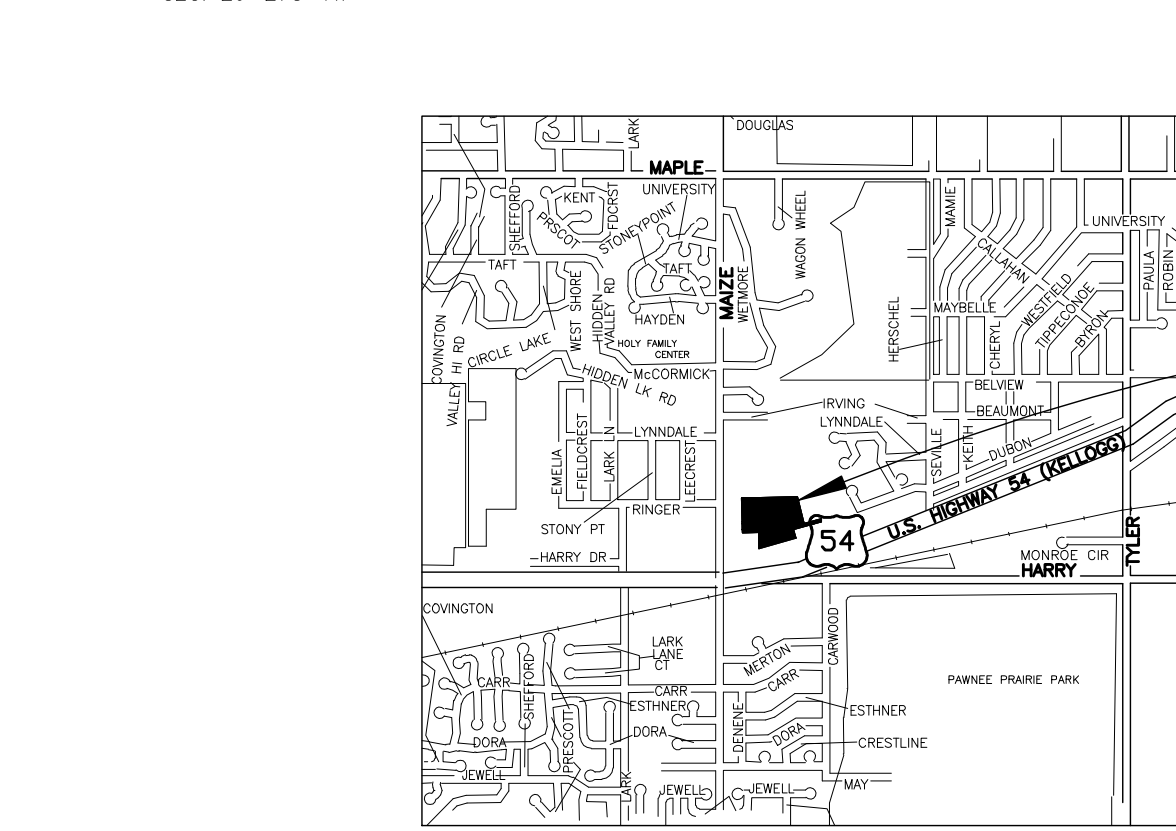 DOUGLAS
LARK
MAPLE
UNIVERSITY
KENT
SHEFFORD
PRSCOT
FDCRST
STONEYPOINT
WAGON WHEEL
MAMIE
UNIVERSITY
CALLAHAN
PAULA
ROBIN
TAFT
TAFT
WEST SHORE
HIDDEN
VALLEY RD
MAIZE
WETMORE
HAYDEN
HERSCHEL
MAYBELLE
WESTFIELD
TIPPECONOE
BYRON
CHERYL
COVINGTON
VALLEY HI RD
CIRCLE LAKE
HOLY FAMILY
CENTER
HIDDEN LK RD
McCORMICK
BELVIEW
IRVING
BEAUMONT
LYNNDALE
LYNNDALE
EMELIA
FIELDCREST
LARK LN
LEECREST
SEVILLE
KEITH
DUBON
U.S. HIGHWAY 54 (KELLOGG)
RINGER
STONY PT
54
TYLER
HARRY DR
MONROE CIR
HARRY
COVINGTON
CARWOOD
LARK
LANE
CT
MERTON
SHEFFORD
CARR
CARR
CARR
PAWNEE PRAIRIE PARK
ESTHNER
ESTHNER
PRESCOTT
DENENE
DORA
DORA
DORA
CRESTLINE
JEWELL
LARK
JEWELL
JEWELL
MAY